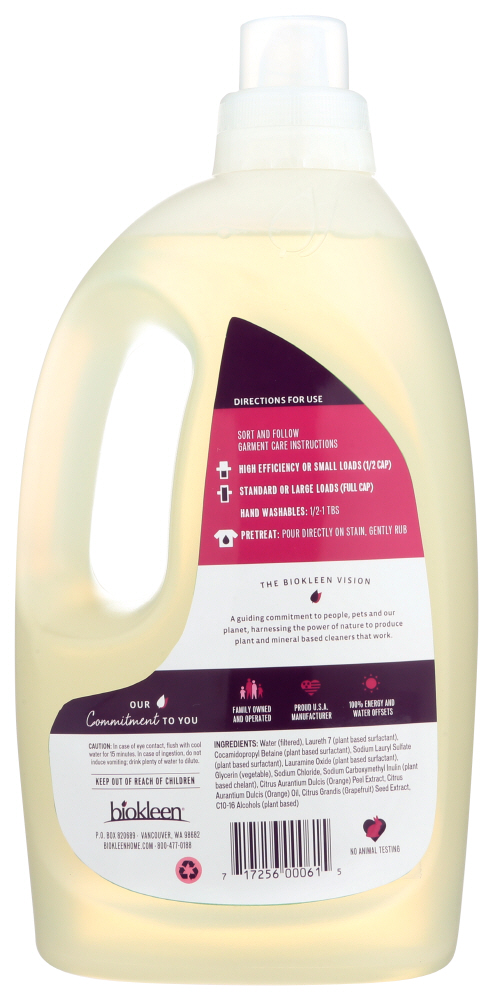 DIRECTIONS FOR USE
SORT AND FOLLOW
GARMENT CARE INSTRUCTIONS
HIGH EFFICIENCY OR SMALL LOADS (1/2 CAP)
STANDARD OR LARGE LOADS (FULL CAP)
HAND WASHABLES: 1/2-1 TBS
PRETREAT: POUR DIRECTLY ON STAIN, GENTLY RUB
THE BIOKLEEN VISION
A guiding commitment to people, pets and our
planet, harnessing the power of nature to produce
plant and mineral based cleaners that work.
OUR
Commitment TO YOU
FAMILY OWNED
AND OPERATED
PROUD U.S.A.
MANUFACTURER
100% ENERGY AND
WATER OFFSETS
CAUTION: In case of eye contact, flush with cool
water for 15 minutes. In case of ingestion, do not
induce vomiting; drink plenty of water to dilute.
KEEP OUT OF REACH OF CHILDREN
biokleen
P.O. BOX 820689 · VANCOUVER, WA 98682
BIOKLEENHOME.COM · 800-477-0188
INGREDIENTS: Water (filtered), Laureth 7 (plant based surfactant),
Cocamidopropyl Betaine (plant based surfactant), Sodium Lauryl Sulfate
(plant based surfactant), Lauramine Oxide (plant based surfactant),
Glycerin (vegetable), Sodium Chloride, Sodium Carboxymethyl Inulin (plant
based chelant), Citrus Aurantium Dulcis (Orange) Peel Extract, Citrus
Aurantium Dulcis (Orange) Oil, Citrus Grandis (Grapefruit) Seed Extract,
C10-16 Alcohols (plant based)
7 17256 00061 5
NO ANIMAL TESTING